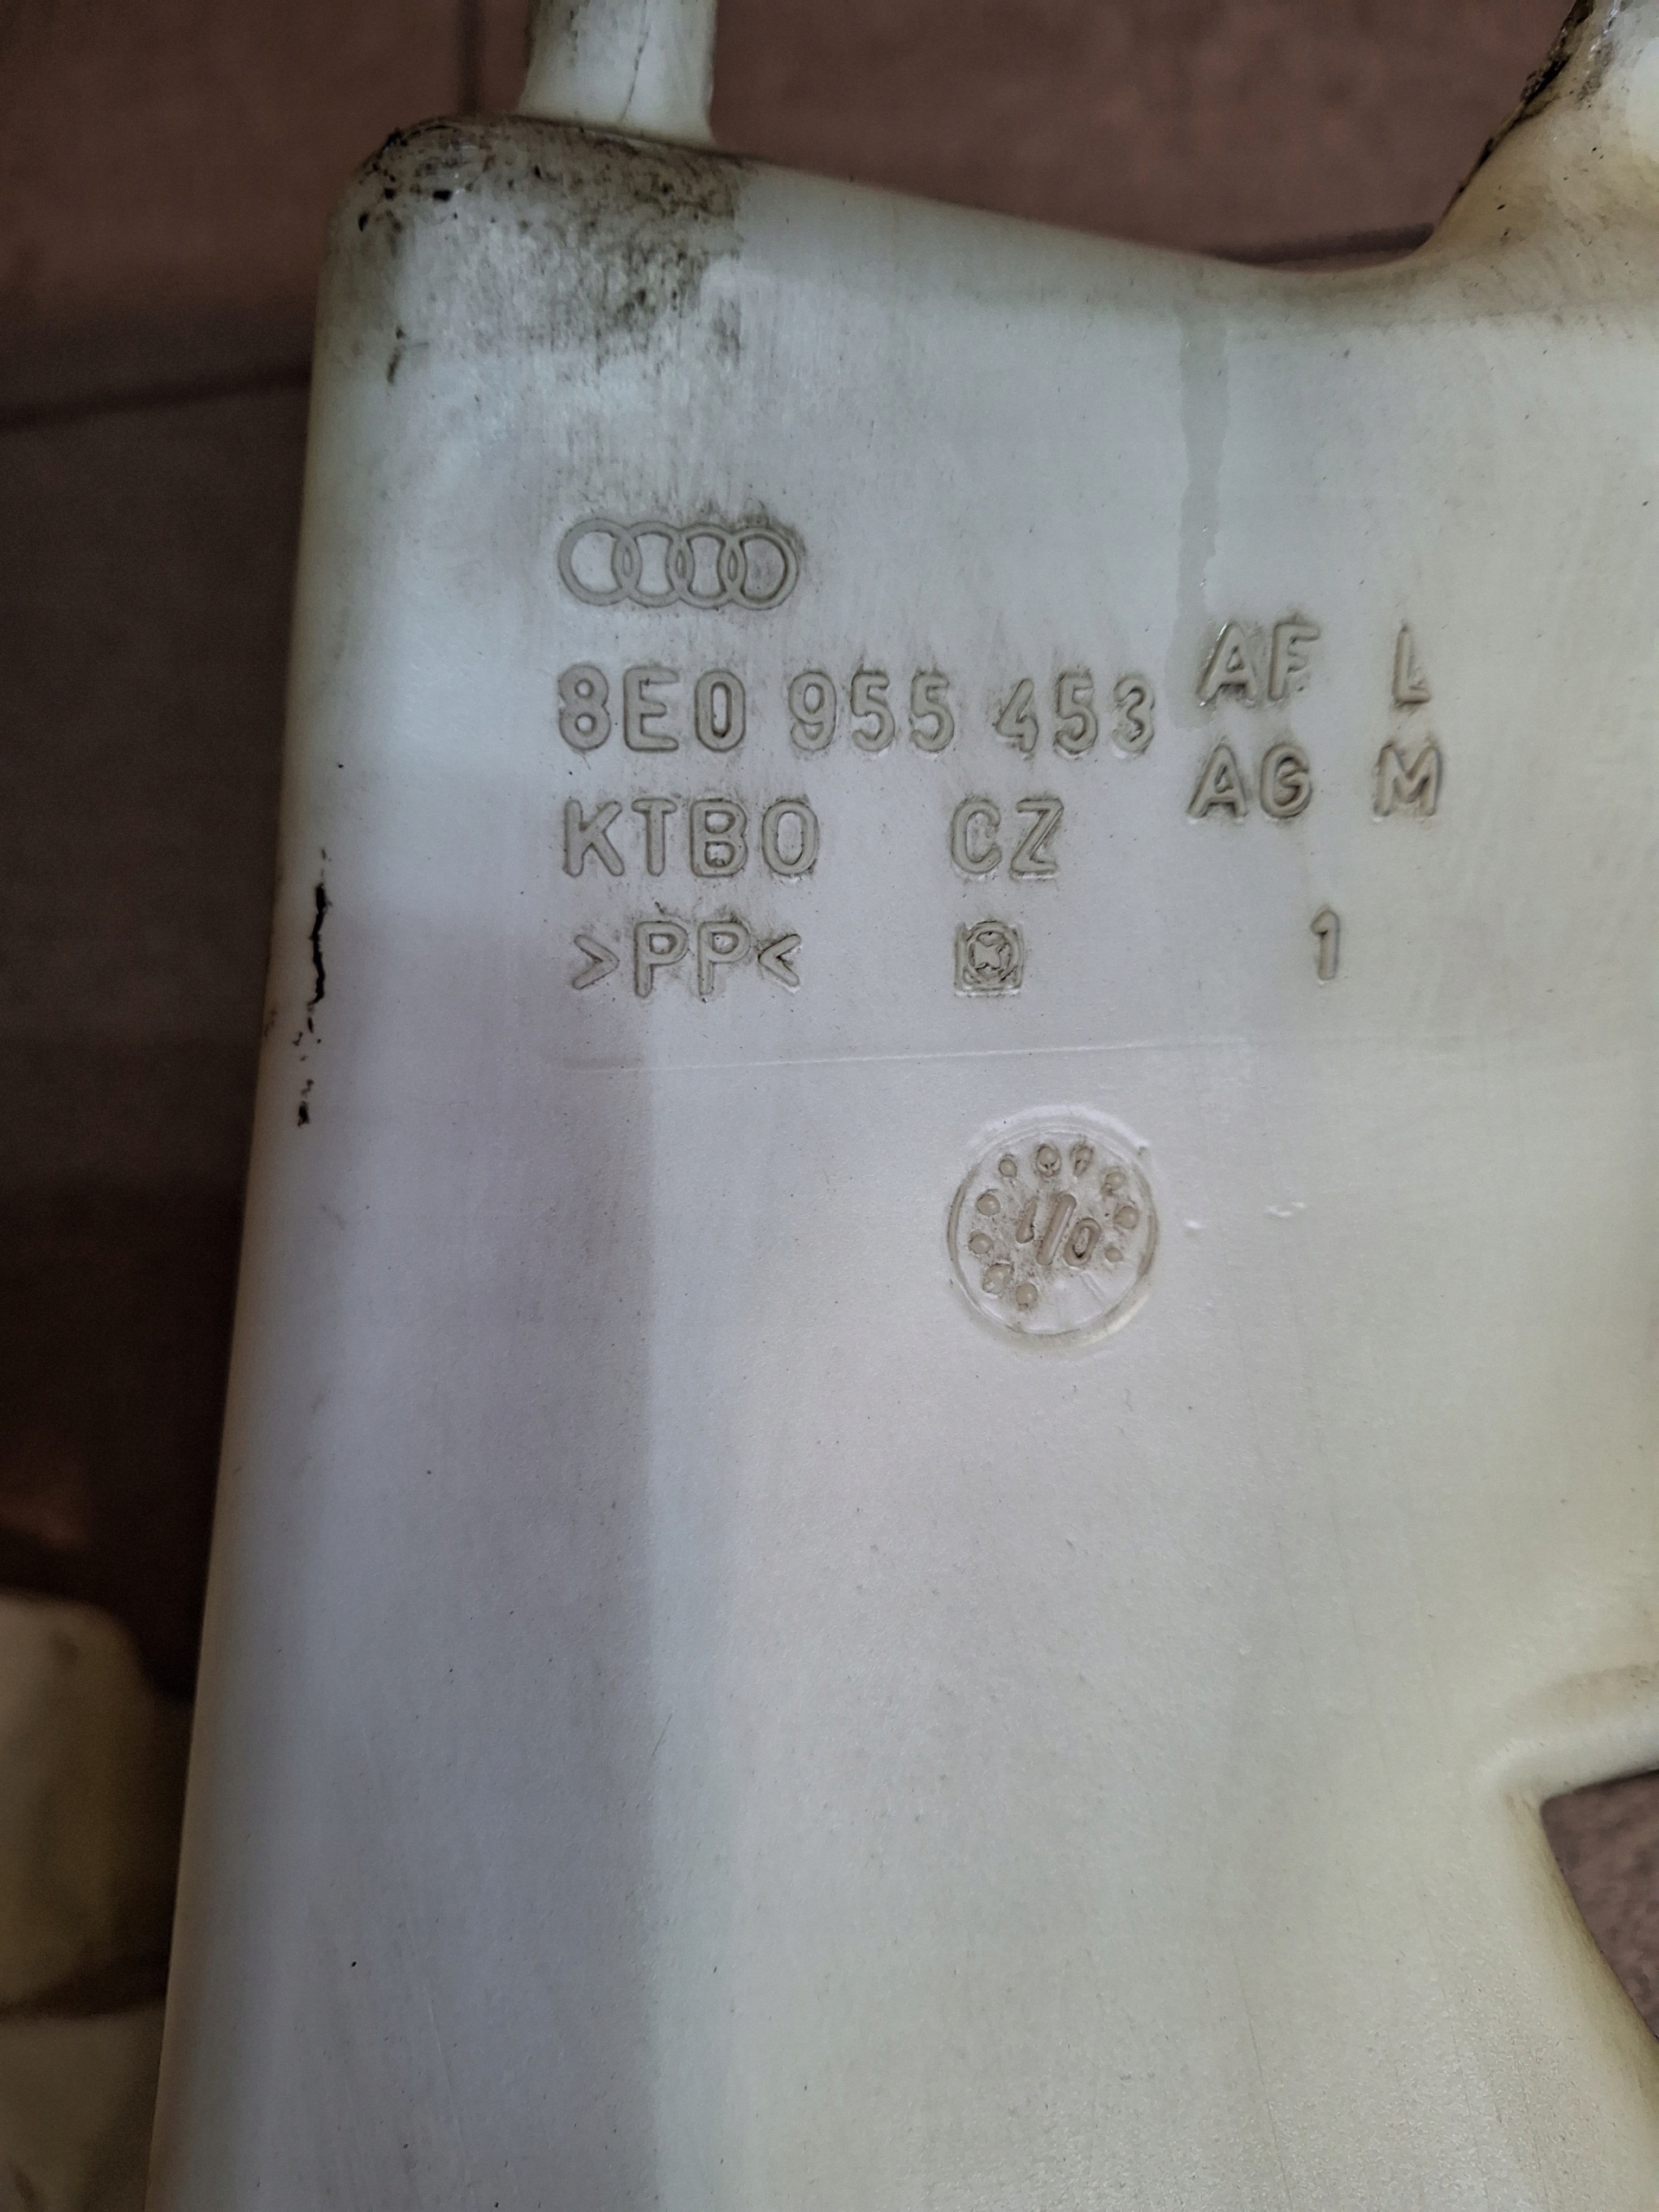 8E0 955 453 AF L
AG M
KTBO CZ
>PP< 1